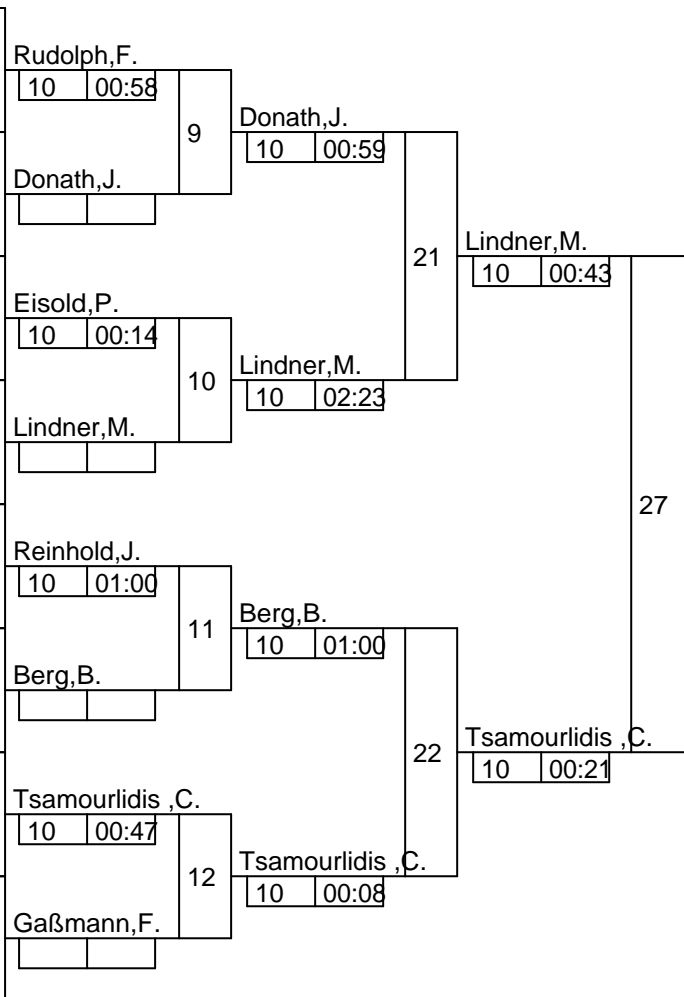 Rudolph,F.
10 00:58
9
Donath,J.
Donath,J.
10 00:59
21
Lindner,M.
10 00:43
Eisold,P.
10 00:14
10
Lindner,M.
Lindner,M.
10 02:23
27
Reinhold,J.
10 01:00
11
Berg,B.
Berg,B.
10 01:00
22
Tsamourlidis ,C.
10 00:21
Tsamourlidis ,C.
10 00:47
12
Tsamourlidis ,C.
10 00:08
Gaßmann,F.